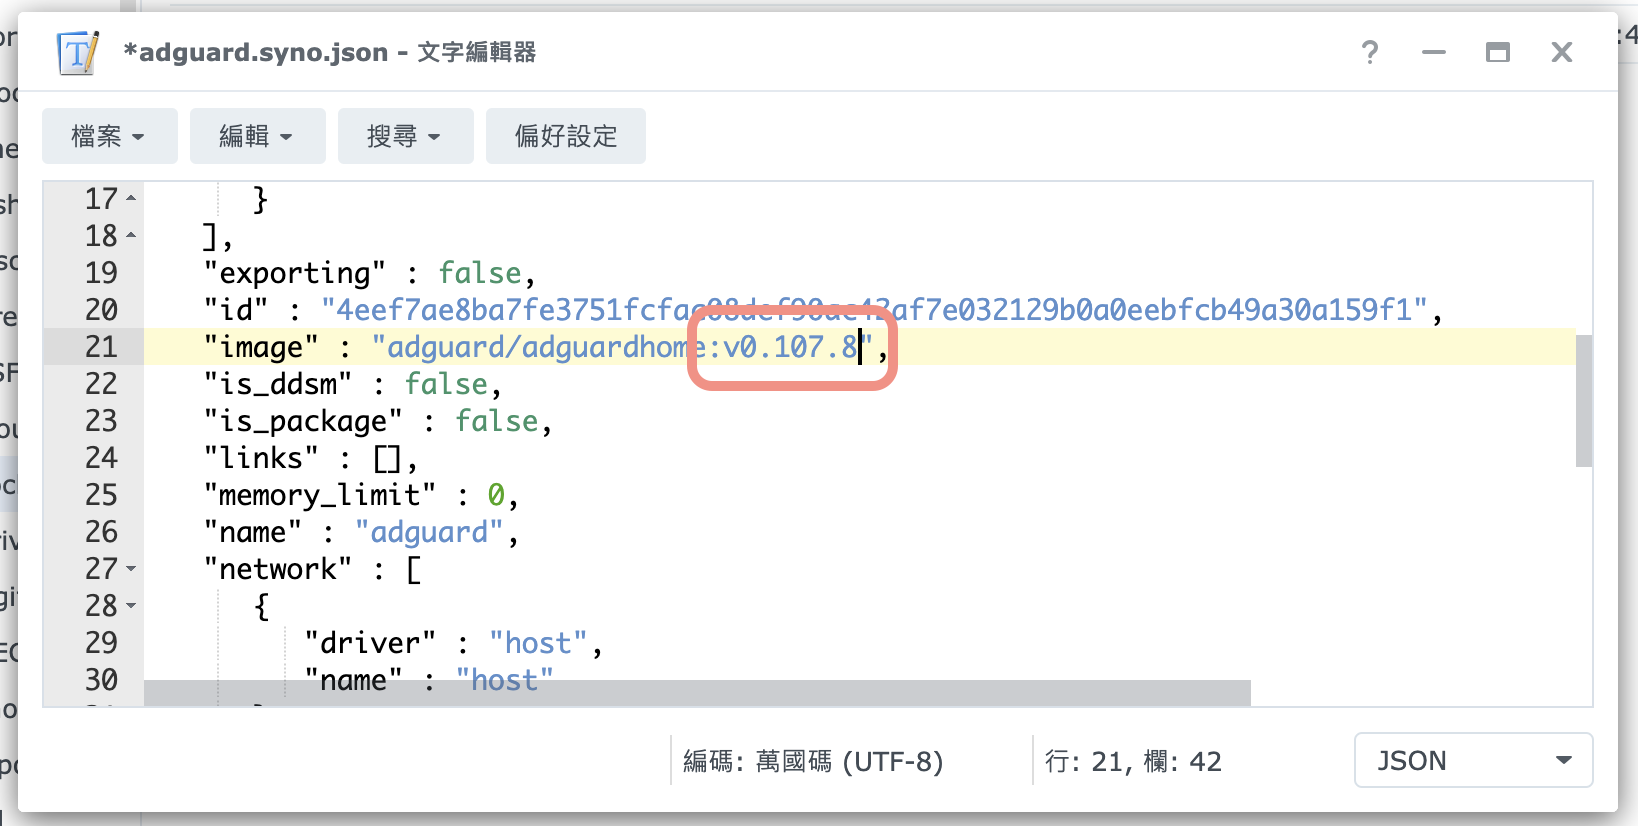 *adguard.syno.json - 文字編輯器
檔案 編輯 搜尋 偏好設定
17 }
18 ],
19 "exporting" : false,
20 "id" : "4eef7ae8ba7fe3751fcfac08def90ac42af7e032129b0a0eebfcb49a30a159f1",
21 "image" : "adguard/adguardhome:v0.107.8",
22 "is_ddsm" : false,
23 "is_package" : false,
24 "links" : [],
25 "memory_limit" : 0,
26 "name" : "adguard",
27 "network" : [
28 {
29 "driver" : "host",
30 "name" : "host"
編碼: 萬國碼 (UTF-8) 行: 21, 欄: 42 JSON